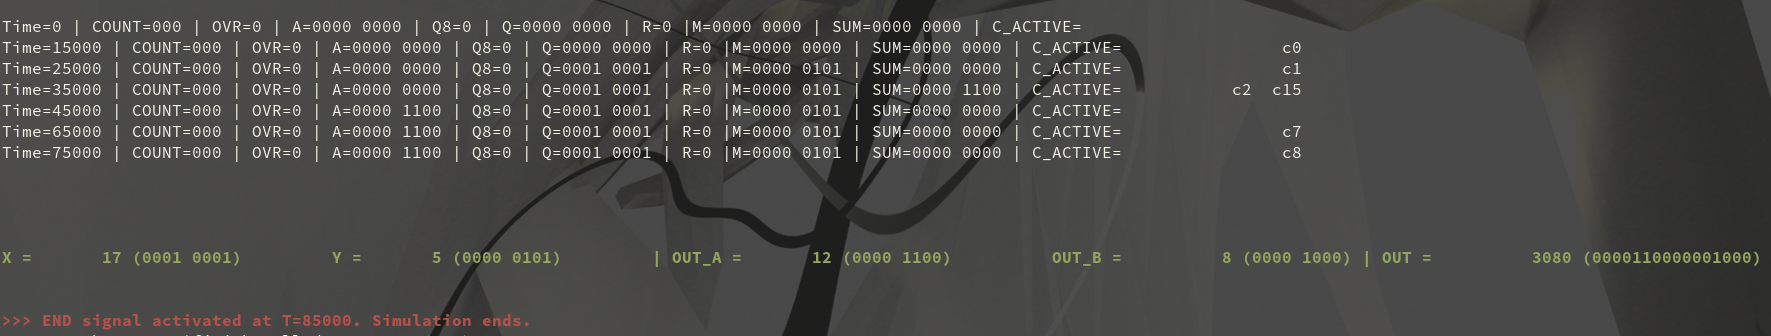 Time=0 | COUNT=000 | OVR=0 | A=0000 0000 | Q8=0 | Q=0000 0000 | R=0 |M=0000 0000 | SUM=0000 0000 | C_ACTIVE=
Time=15000 | COUNT=000 | OVR=0 | A=0000 0000 | Q8=0 | Q=0000 0000 | R=0 |M=0000 0000 | SUM=0000 0000 | C_ACTIVE= c0
Time=25000 | COUNT=000 | OVR=0 | A=0000 0000 | Q8=0 | Q=0001 0001 | R=0 |M=0000 0101 | SUM=0000 0000 | C_ACTIVE= c1
Time=35000 | COUNT=000 | OVR=0 | A=0000 0000 | Q8=0 | Q=0001 0001 | R=0 |M=0000 0101 | SUM=0000 1100 | C_ACTIVE= c2 c15
Time=45000 | COUNT=000 | OVR=0 | A=0000 1100 | Q8=0 | Q=0001 0001 | R=0 |M=0000 0101 | SUM=0000 0000 | C_ACTIVE=
Time=65000 | COUNT=000 | OVR=0 | A=0000 1100 | Q8=0 | Q=0001 0001 | R=0 |M=0000 0101 | SUM=0000 0000 | C_ACTIVE= c7
Time=75000 | COUNT=000 | OVR=0 | A=0000 1100 | Q8=0 | Q=0001 0001 | R=0 |M=0000 0101 | SUM=0000 0000 | C_ACTIVE= c8
X = 17 (0001 0001) Y = 5 (0000 0101) | OUT_A = 12 (0000 1100) OUT_B = 8 (0000 1000) | OUT = 3080 (0000110000001000)
>>> END signal activated at T=85000. Simulation ends.